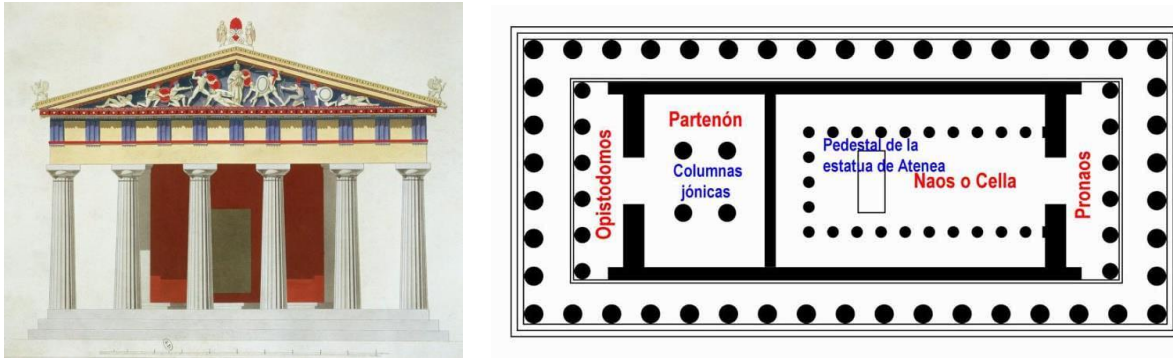 Opistodomos
Partenón
Columnas
jónicas
Pedestal de la
estatua de Atenea
Naos o Cella
Pronaos